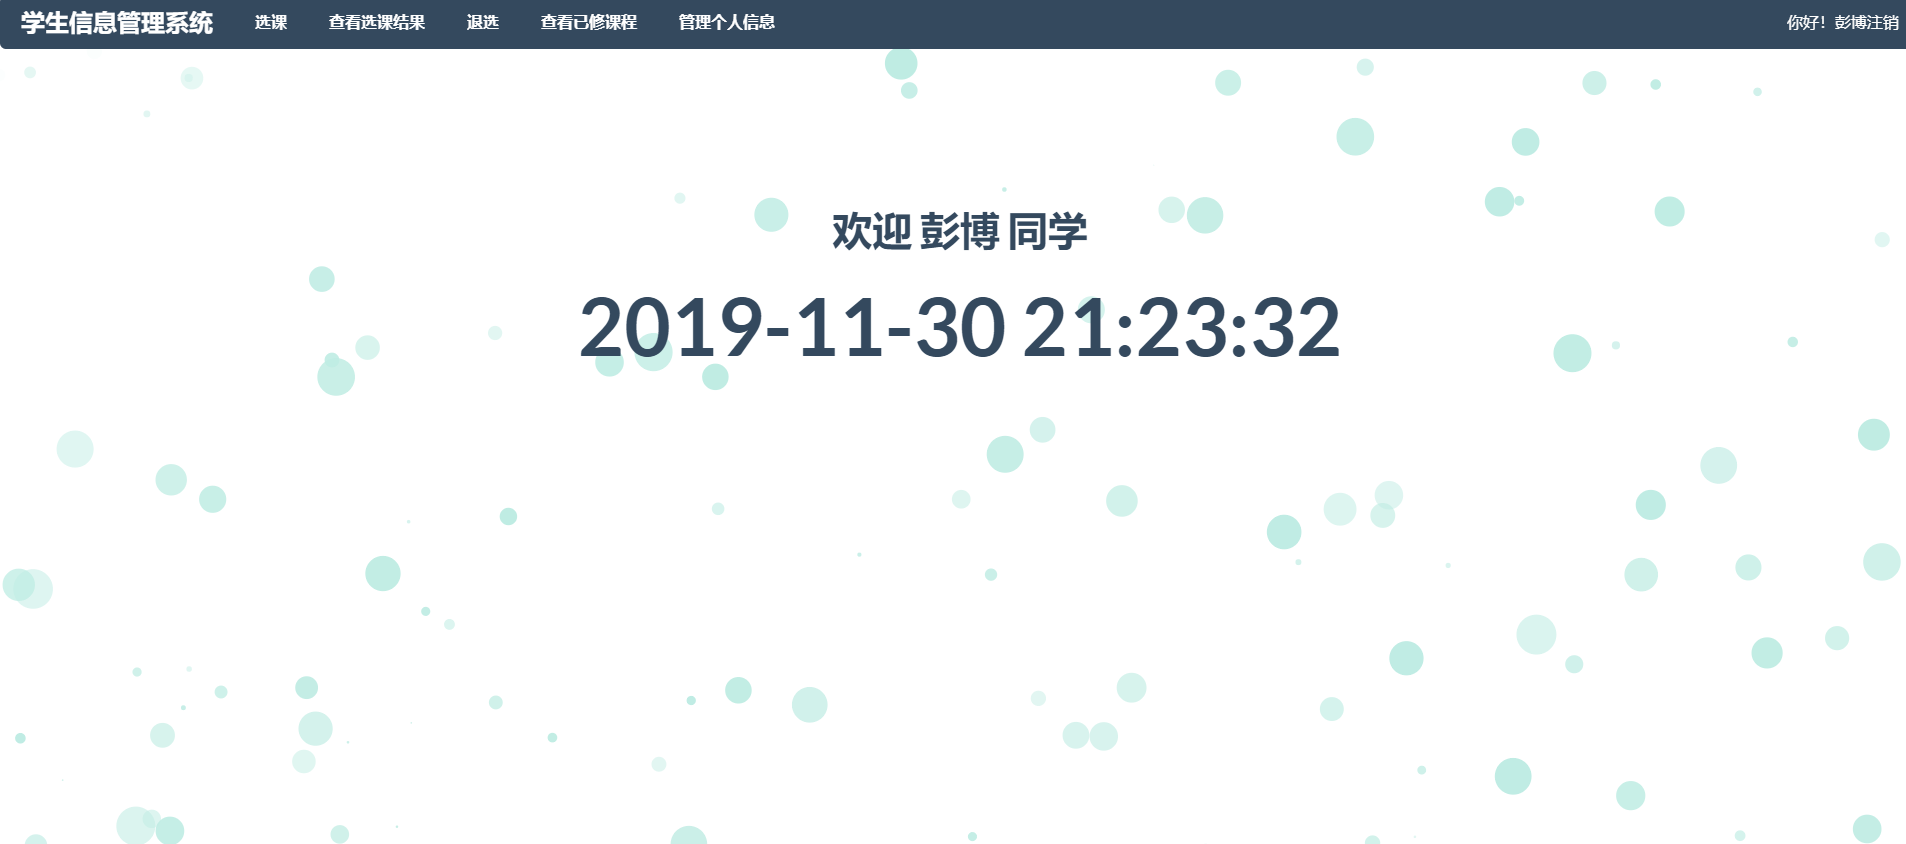 学生信息管理系统 选课 查看选课结果 退选 查看已修课程 管理个人信息 你好！彭博注销
欢迎 彭博 同学
2019-11-30 21:23:32